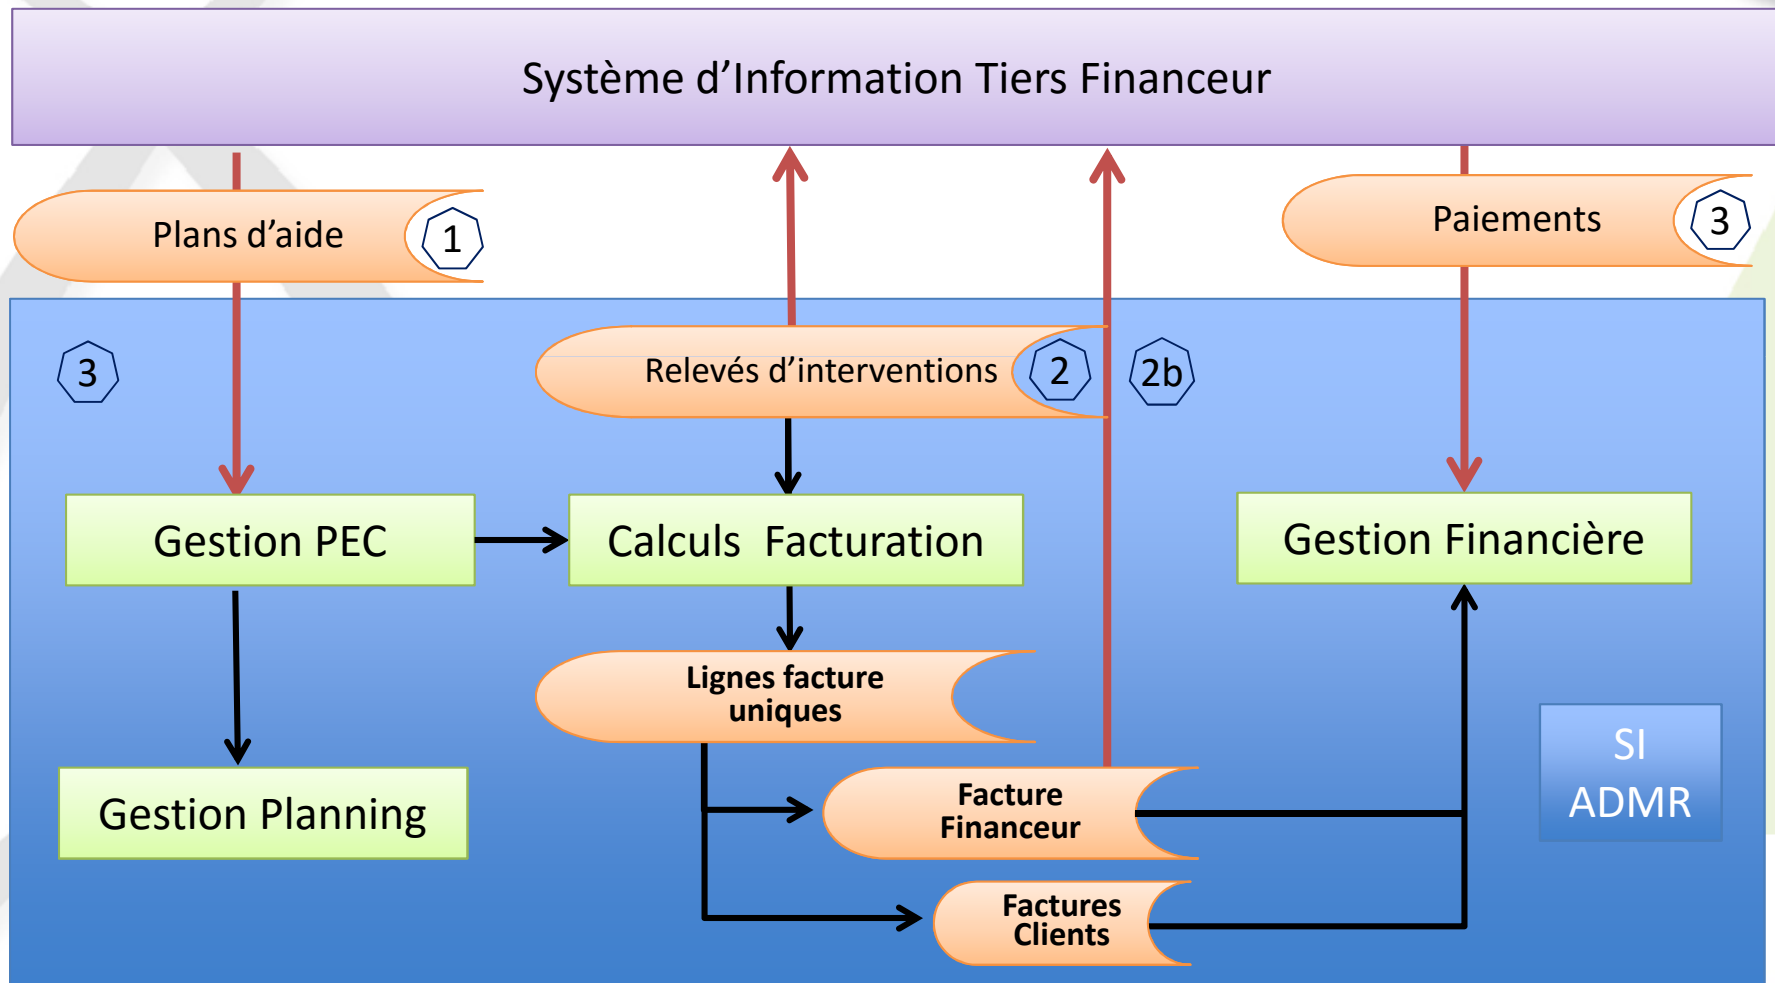 Système d’Information Tiers Financeur
Plans d’aide
1
Paiements
3
3
Relevés d’interventions
2
2b
Gestion PEC
Calculs  Facturation
Gestion Financière
Lignes facture
uniques
SI
ADMR
Gestion Planning
Facture
Financeur
Factures
Clients